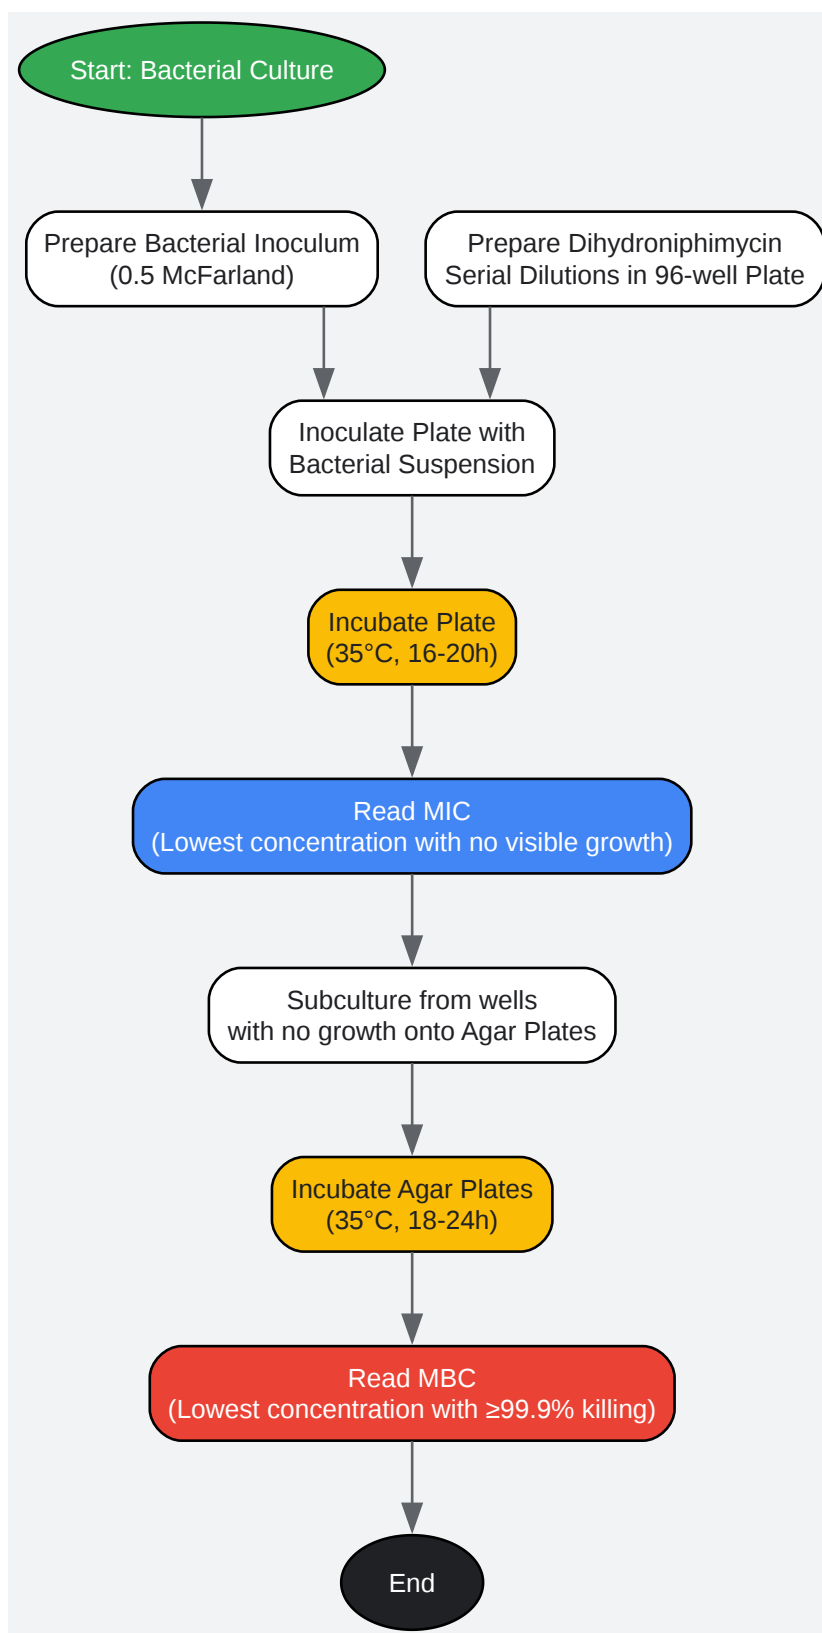 Start: Bacterial Culture
Prepare Bacterial Inoculum
(0.5 McFarland)
Prepare Dihydroniphimycin
Serial Dilutions in 96-well Plate
Inoculate Plate with
Bacterial Suspension
Incubate Plate
(35°C, 16-20h)
Read MIC
(Lowest concentration with no visible growth)
Subculture from wells
with no growth onto Agar Plates
Incubate Agar Plates
(35°C, 18-24h)
Read MBC
(Lowest concentration with ≥99.9% killing)
End